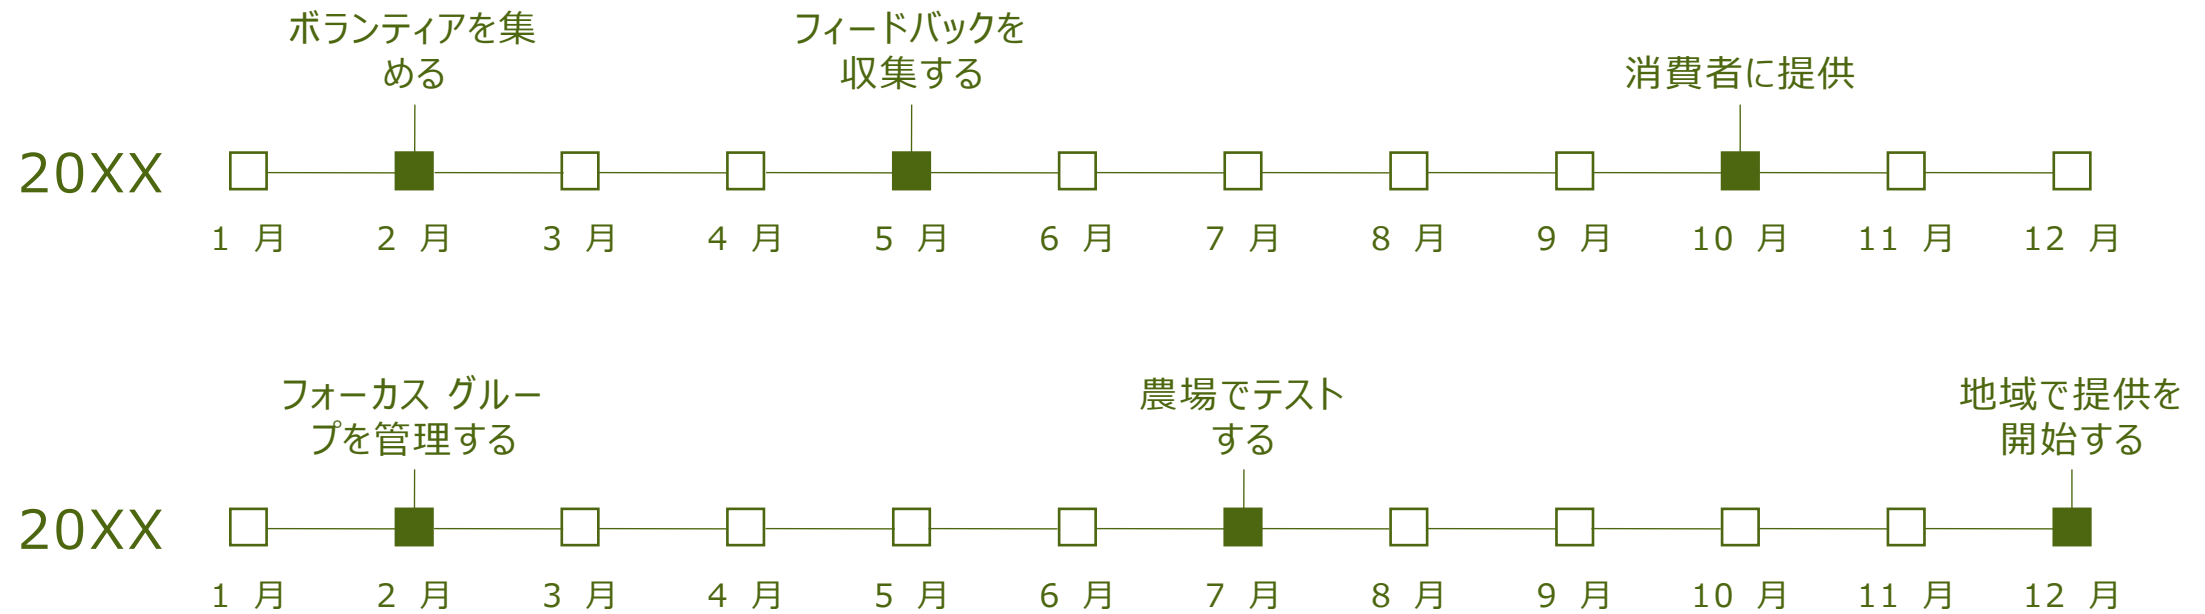 ボランティアを集
める
フィードバックを
収集する
消費者に提供
20XX
1 月 2 月 3 月 4 月 5 月 6 月 7 月 8 月 9 月 10 月 11 月 12 月
フォーカス グルー
プを管理する
農場でテスト
する
地域で提供を
開始する
20XX
1 月 2 月 3 月 4 月 5 月 6 月 7 月 8 月 9 月 10 月 11 月 12 月